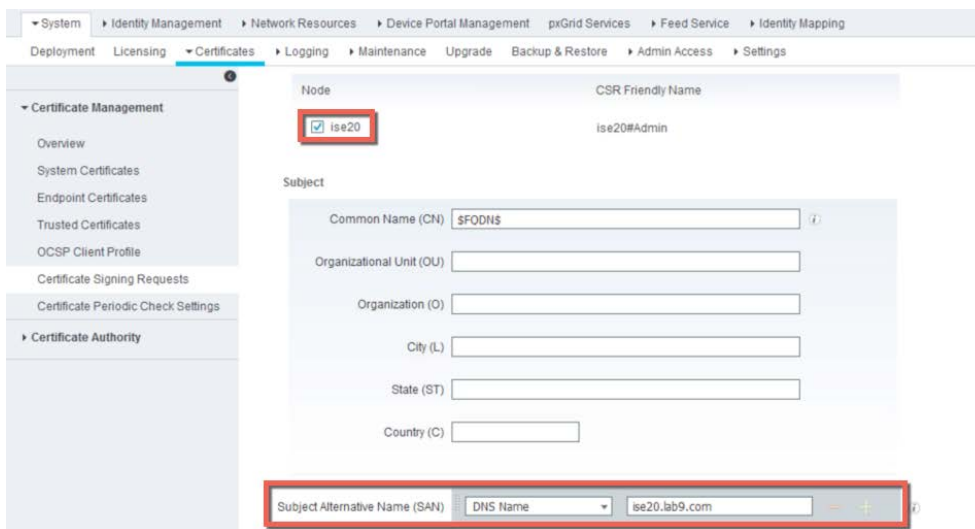 System Identity Management Network Resources Device Portal Management pxGrid Services Feed Service Identity Mapping
Deployment Licensing Certificates Logging Maintenance Upgrade Backup & Restore Admin Access Settings
Certificate Management
Overview
System Certificates
Endpoint Certificates
Trusted Certificates
OCSP Client Profile
Certificate Signing Requests
Certificate Periodic Check Settings
Certificate Authority
Node CSR Friendly Name
ise20 ise20#Admin
Subject
Common Name (CN) $FQDN$
Organizational Unit (OU)
Organization (O)
City (L)
State (ST)
Country (C)
Subject Alternative Name (SAN) DNS Name ise20.lab9.com